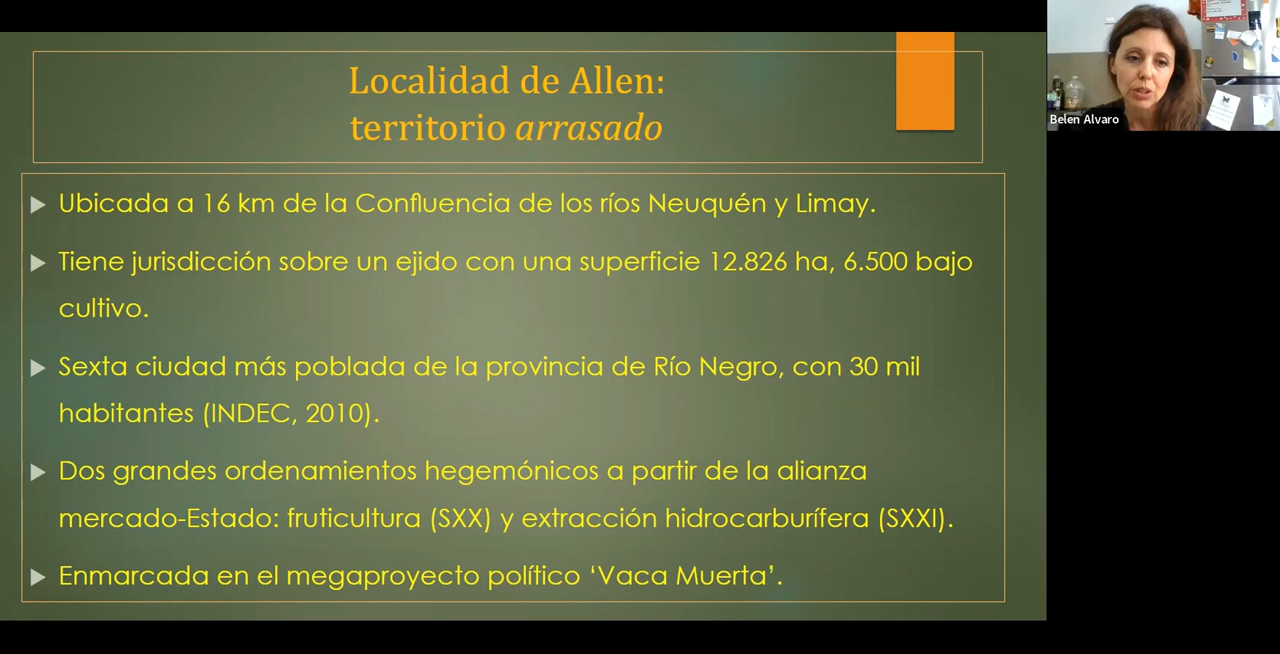 Localidad de Allen:
territorio arrasado
Ubicada a 16 km de la Confluencia de los ríos Neuquén y Limay.
Tiene jurisdicción sobre un ejido con una superficie 12.826 ha, 6.500 bajo
cultivo.
Sexta ciudad más poblada de la provincia de Río Negro, con 30 mil
habitantes (INDEC, 2010).
Dos grandes ordenamientos hegemónicos a partir de la alianza
mercado-Estado: fruticultura (SXX) y extracción hidrocarburífera (SXXI).
Enmarcada en el megaproyecto político ‘Vaca Muerta’.
Belen Alvaro